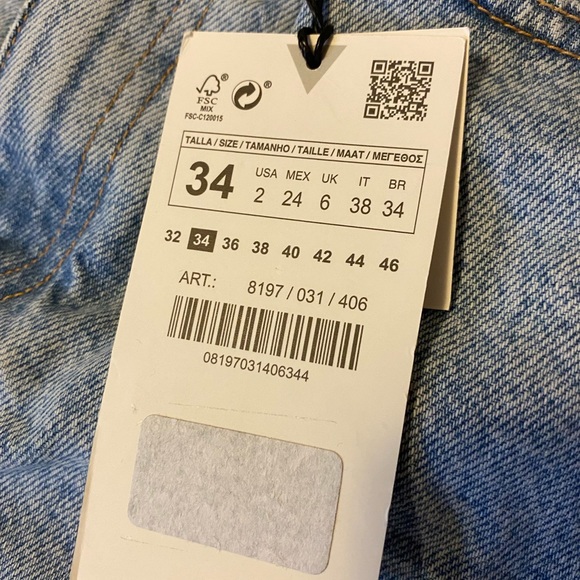 FSC
MIX
FSC-C120015
TALLA / SIZE / TAMANHO / TAILLE / MAAT / ΜΕΓΕΘΟΣ
34 USA MEX UK IT BR
2 24 6 38 34
32 34 36 38 40 42 44 46
ART.: 8197 / 031 / 406
08197031406344